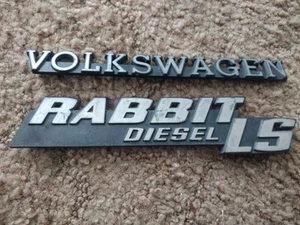 VOLKSWAGEN
RABBIT
DIESEL LS